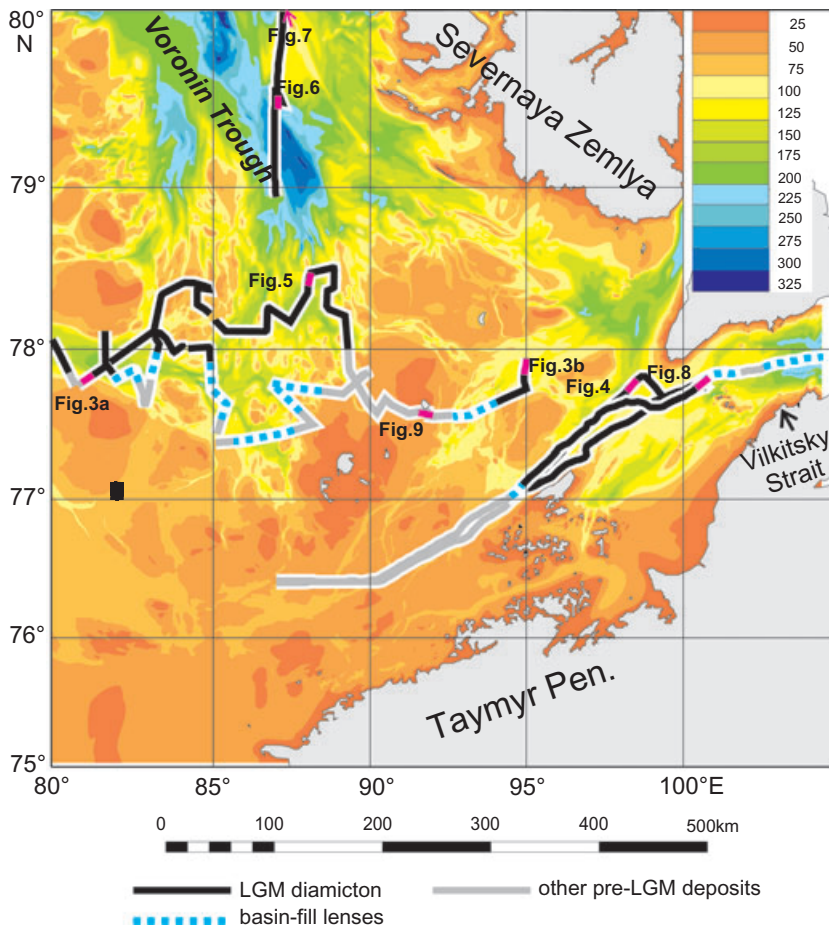 80°
N
79°
78°
77°
76°
75°
80°
85°
90°
95°
100°E
Voronin Trough
Fig.7
Fig.6
Severnaya Zemlya
25
50
75
100
125
150
175
200
225
250
275
300
325
Fig.5
Fig.3a
Fig.3b
Fig.4
Fig.8
Fig.9
Vilkitsky
Strait
Taymyr Pen.
0
100
200
300
400
500km
LGM diamicton
other pre-LGM deposits
basin-fill lenses